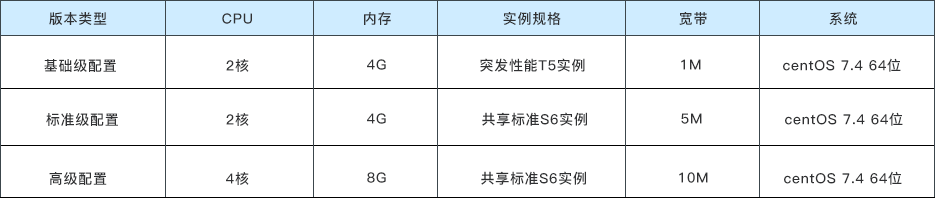 版本类型 CPU 内存 实例规格 宽带 系统
基础级配置 2核 4G 突发性能T5实例 1M centOS 7.4 64位
标准级配置 2核 4G 共享标准S6实例 5M centOS 7.4 64位
高级配置 4核 8G 共享标准S6实例 10M centOS 7.4 64位